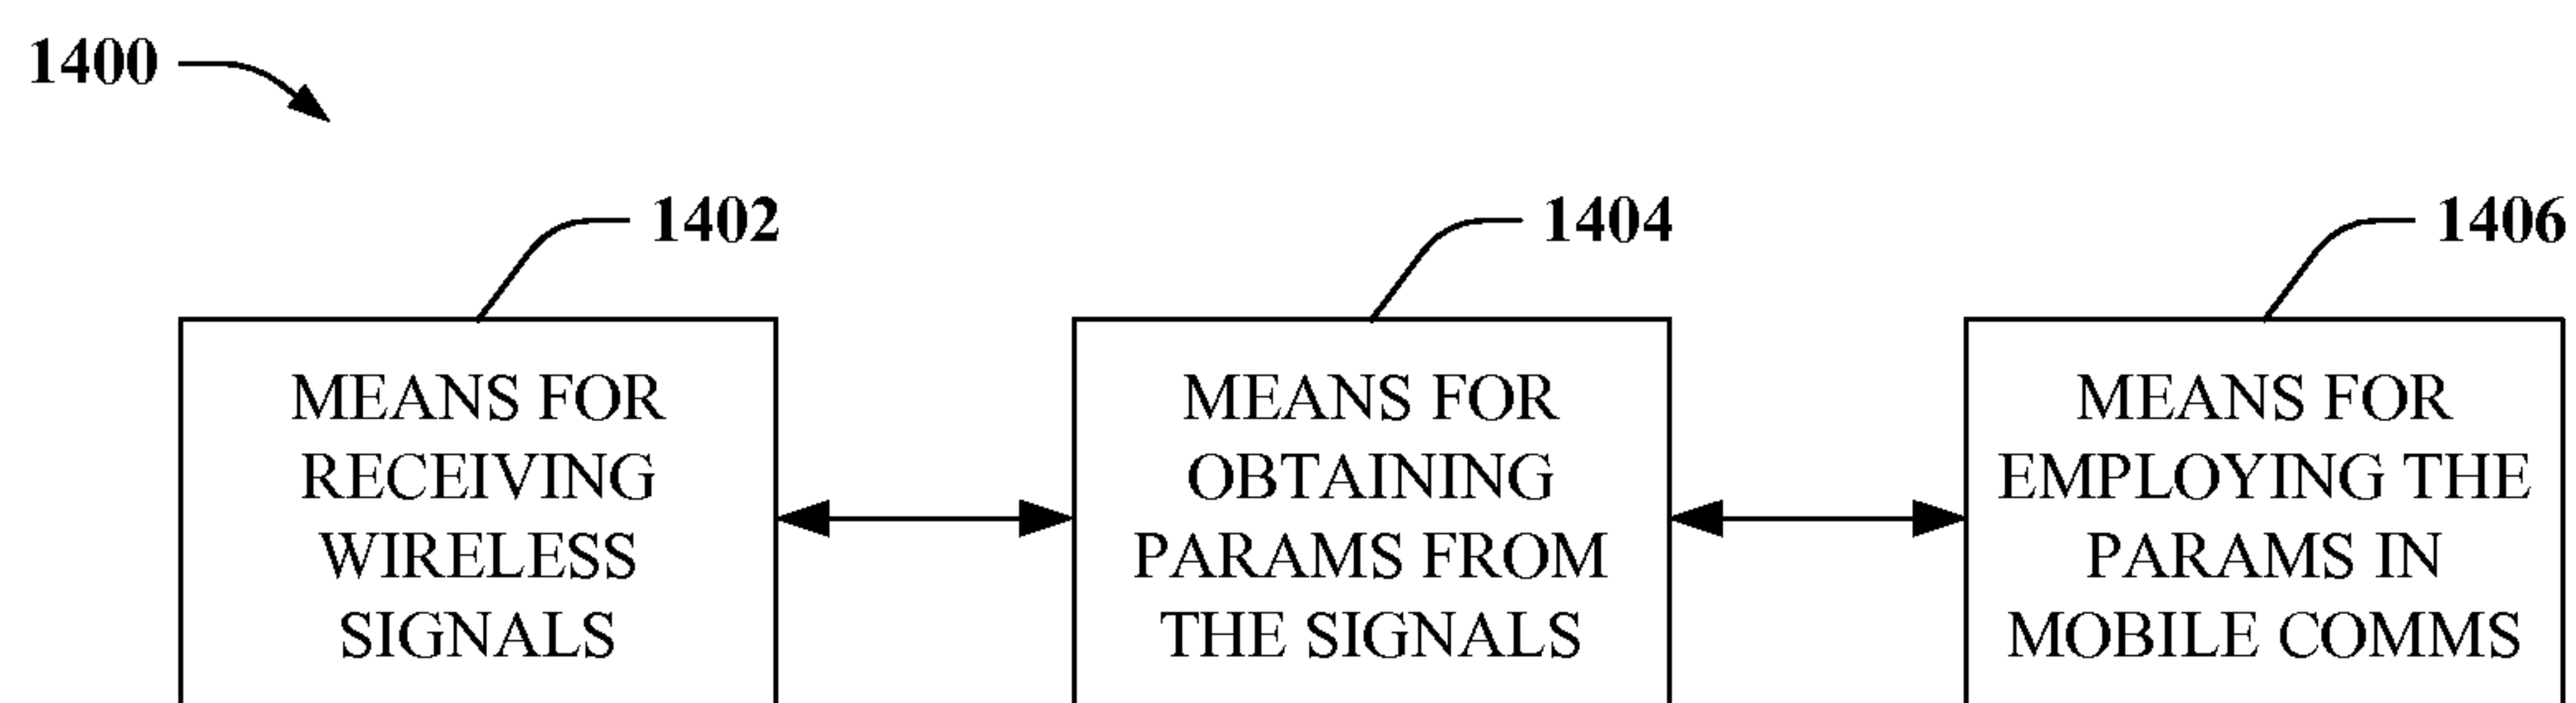 1400
1402
1404
1406
MEANS FOR
RECEIVING
WIRELESS
SIGNALS
MEANS FOR
OBTAINING
PARAMS FROM
THE SIGNALS
MEANS FOR
EMPLOYING THE
PARAMS IN
MOBILE COMMS